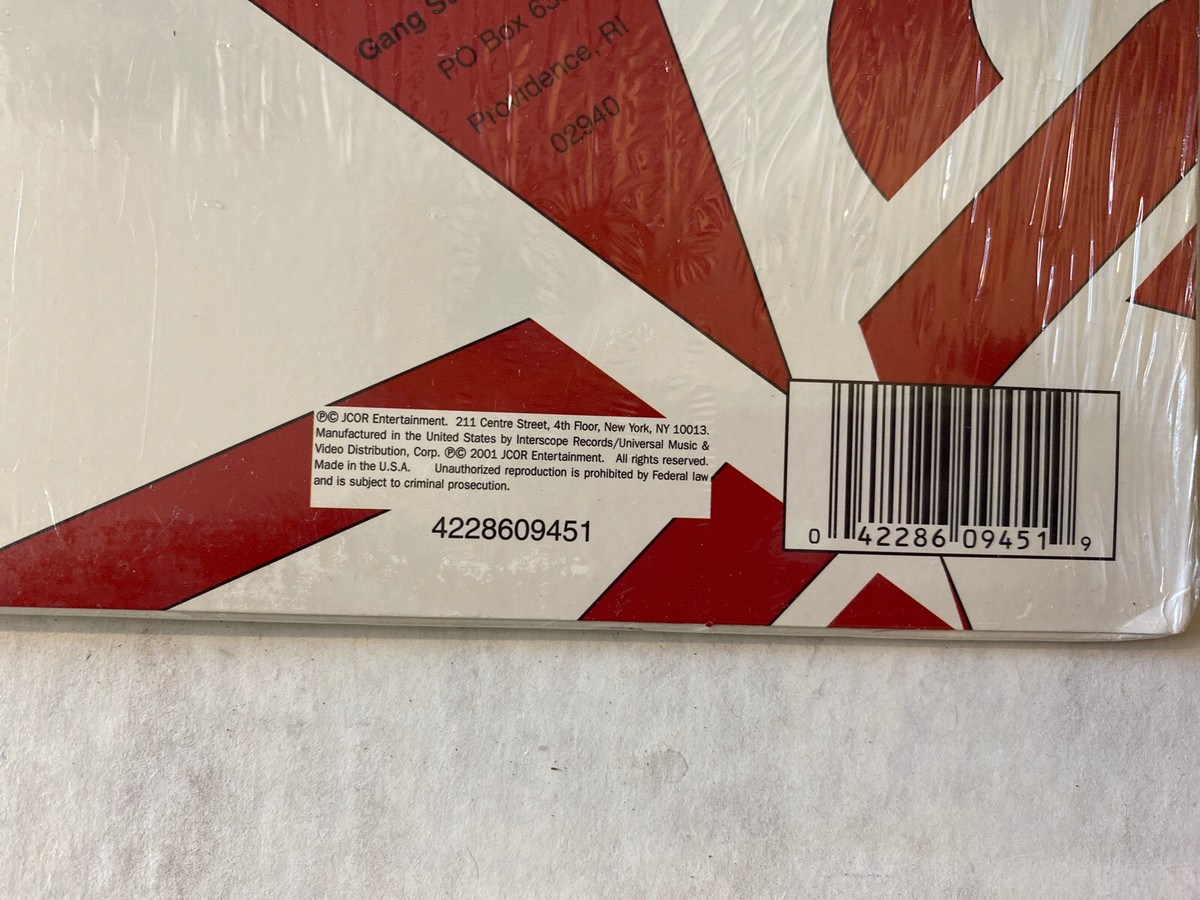 Gang
PO Box
Providence, RI
02940
℗© JCOR Entertainment. 211 Centre Street, 4th Floor, New York, NY 10013.
Manufactured in the United States by Interscope Records/Universal Music &
Video Distribution, Corp. ℗© 2001 JCOR Entertainment. All rights reserved.
Made in the U.S.A. Unauthorized reproduction is prohibited by Federal law
and is subject to criminal prosecution.
4228609451
0 42286 09451 9